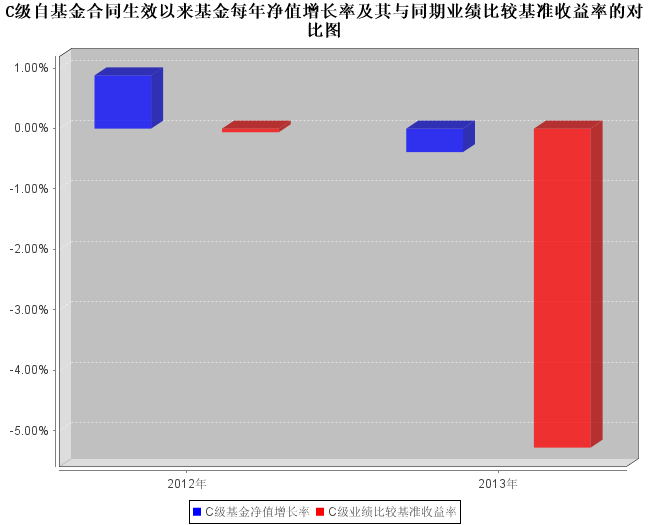 C级自基金合同生效以来基金每年净值增长率及其与同期业绩比较基准收益率的对
比图
1.00%
0.00%
-1.00%
-2.00%
-3.00%
-4.00%
-5.00%
2012年 2013年
C级基金净值增长率 C级业绩比较基准收益率